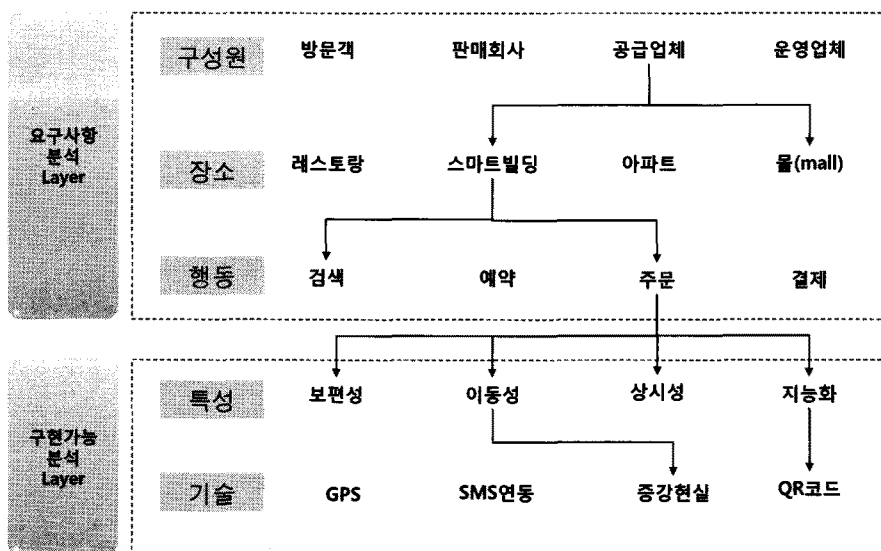 구성원 방문객 판매회사 공급업체 운영업체
요구사항
분석
Layer
장소 레스토랑 스마트빌딩 아파트 몰(mall)
행동 검색 예약 주문 결제
특성 보편성 이동성 상시성 지능화
구현가능
분석
Layer
기술 GPS SMS연동 증강현실 QR코드